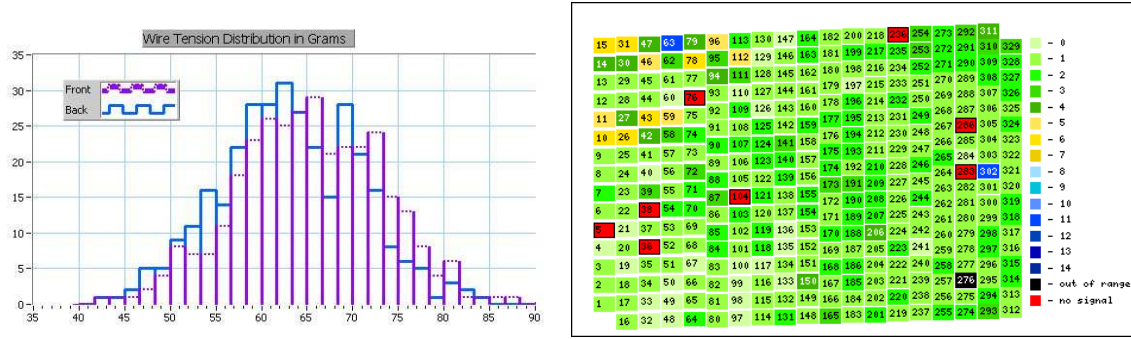 Wire Tension Distribution in Grams
Front
Back
35
30
25
20
15
10
5
0
35 40 45 50 55 60 65 70 75 80 85 90
15 31 47 63 79 96 113 130 147 164 182 200 218 236 254 273 292 311
14 30 46 62 78 95 112 129 146 163 181 199 217 235 253 272 291 310 329
13 29 45 61 77 94 111 128 145 162 180 198 216 234 252 271 290 309 328
12 28 44 60 76 93 110 127 144 161 179 197 215 233 251 270 289 308 327
11 27 43 59 75 92 109 126 143 160 178 196 214 232 250 269 288 307 326
10 26 42 58 74 91 108 125 142 159 177 195 213 231 249 268 287 306 325
9 25 41 57 73 90 107 124 141 158 176 194 212 230 248 267 286 305 324
8 24 40 56 72 89 106 123 140 157 175 193 211 229 247 266 285 304 323
7 23 39 55 71 88 105 122 139 156 174 192 210 228 246 265 284 303 322
6 22 38 54 70 87 104 121 138 155 173 191 209 227 245 264 283 302 321
5 21 37 53 69 86 103 120 137 154 172 190 208 226 244 263 282 301 320
4 20 36 52 68 85 102 119 136 153 171 189 207 225 243 262 281 300 319
3 19 35 51 67 84 101 118 135 152 170 188 206 224 242 261 280 299 318
2 18 34 50 66 83 100 117 134 151 169 187 205 223 241 260 279 298 317
1 17 33 49 65 82 99 116 133 150 168 186 204 222 240 259 278 297 316
16 32 48 64 81 98 115 132 149 167 185 203 221 239 258 277 296 315
80 97 114 131 148 166 184 202 220 238 257 276 295 314
165 183 201 219 237 256 275 294 313
255 274 293 312
- 0
- 1
- 2
- 3
- 4
- 5
- 6
- 7
- 8
- 9
- 10
- 11
- 12
- 13
- 14
- out of range
- no signal